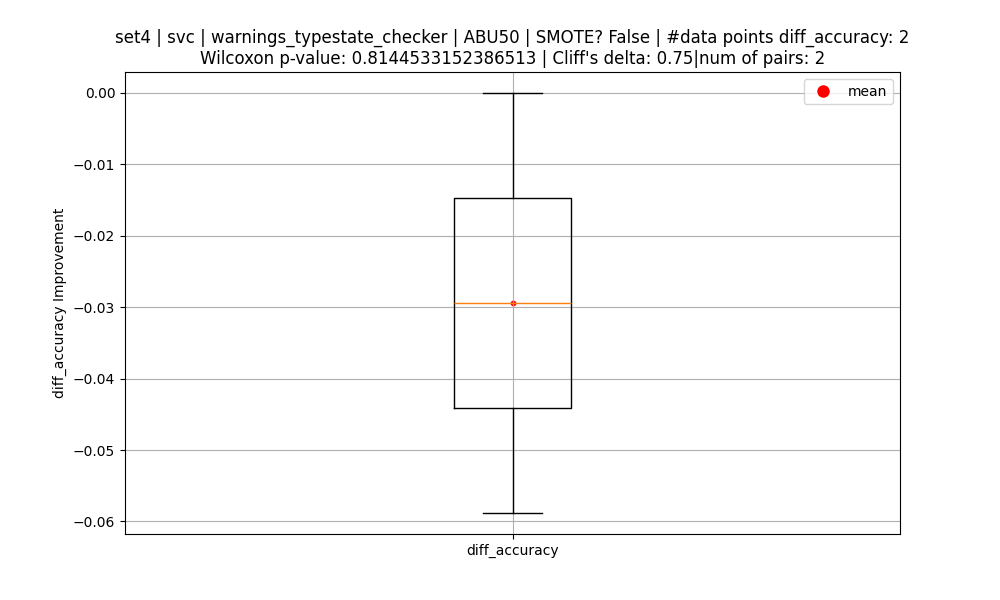 set4 | svc | warnings_typestate_checker | ABU50 | SMOTE? False | #data points diff_accuracy: 2
Wilcoxon p-value: 0.8144533152386513 | Cliff's delta: 0.75|num of pairs: 2
mean
0.00
−0.01
−0.02
−0.03
−0.04
−0.05
−0.06
diff_accuracy Improvement
diff_accuracy